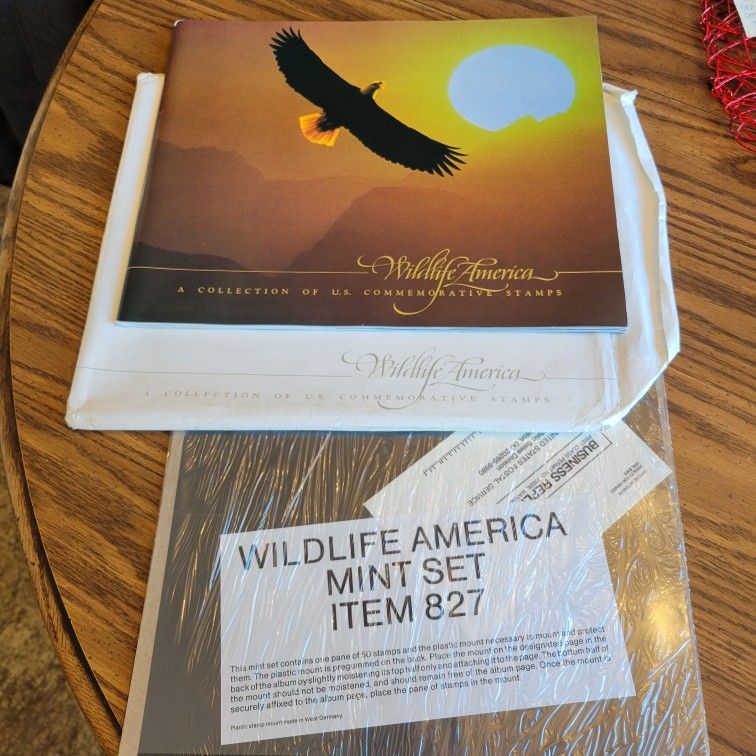 Wildlife America
A COLLECTION OF U.S. COMMEMORATIVE STAMPS
Wildlife America
A COLLECTION OF U.S. COMMEMORATIVE STAMPS
UNITED STATES POSTAL SERVICE
BUSINESS REPL
WILDLIFE AMERICA
MINT SET
ITEM 827
This mint set contains one pane of 50 stamps and the plastic mount necessary to mount and protect
them. The plastic mount is pregummed on the back. Place the mount on the designated page in the
back of the album by slightly moistening its top half only and attaching it to the page. The bottom half of
the mount should not be moistened, and should remain free of the album page. Once the mount is
securely affixed to the album page, place the pane of stamps in the mount.
Plastic stamp mount made in West Germany.